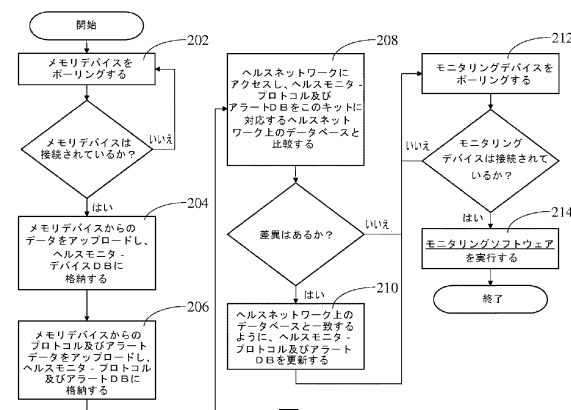 開始
202
メモリデバイスを
ポーリングする
メモリデバイスは
接続されているか？
いいえ
はい
204
メモリデバイスからの
データをアップロードし、
ヘルスモニタ -
デバイスDBに
格納する
206
メモリデバイスからの
プロトコル及びアラート
データをアップロードし、
ヘルスモニタ - プロトコル
及びアラートDBに
格納する
208
ヘルスネットワークに
アクセスし、ヘルスモニタ -
プロトコル及び
アラートDBをこのキットに
対応するヘルスネット
ワーク上のデータベースと
比較する
差異はあるか？
いいえ
はい
210
ヘルスネットワーク上の
データベースと一致する
ように、ヘルスモニタ -
プロトコル及びアラート
DBを更新する
212
モニタリングデバイスを
ポーリングする
いいえ
モニタリング
デバイスは接続されて
いるか？
はい
214
モニタリングソフトウェア
を実行する
終了